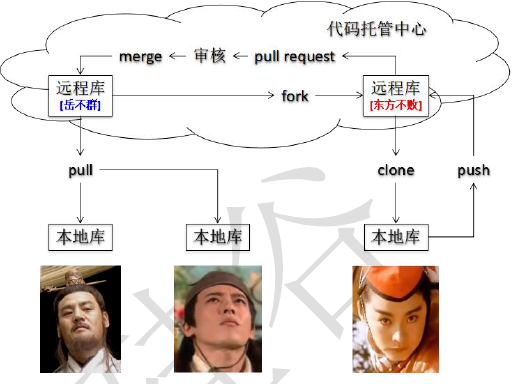 代码托管中心
merge
审核
pull request
远程库
[岳不群]
fork
远程库
[东方不败]
pull
clone
push
本地库
本地库
本地库